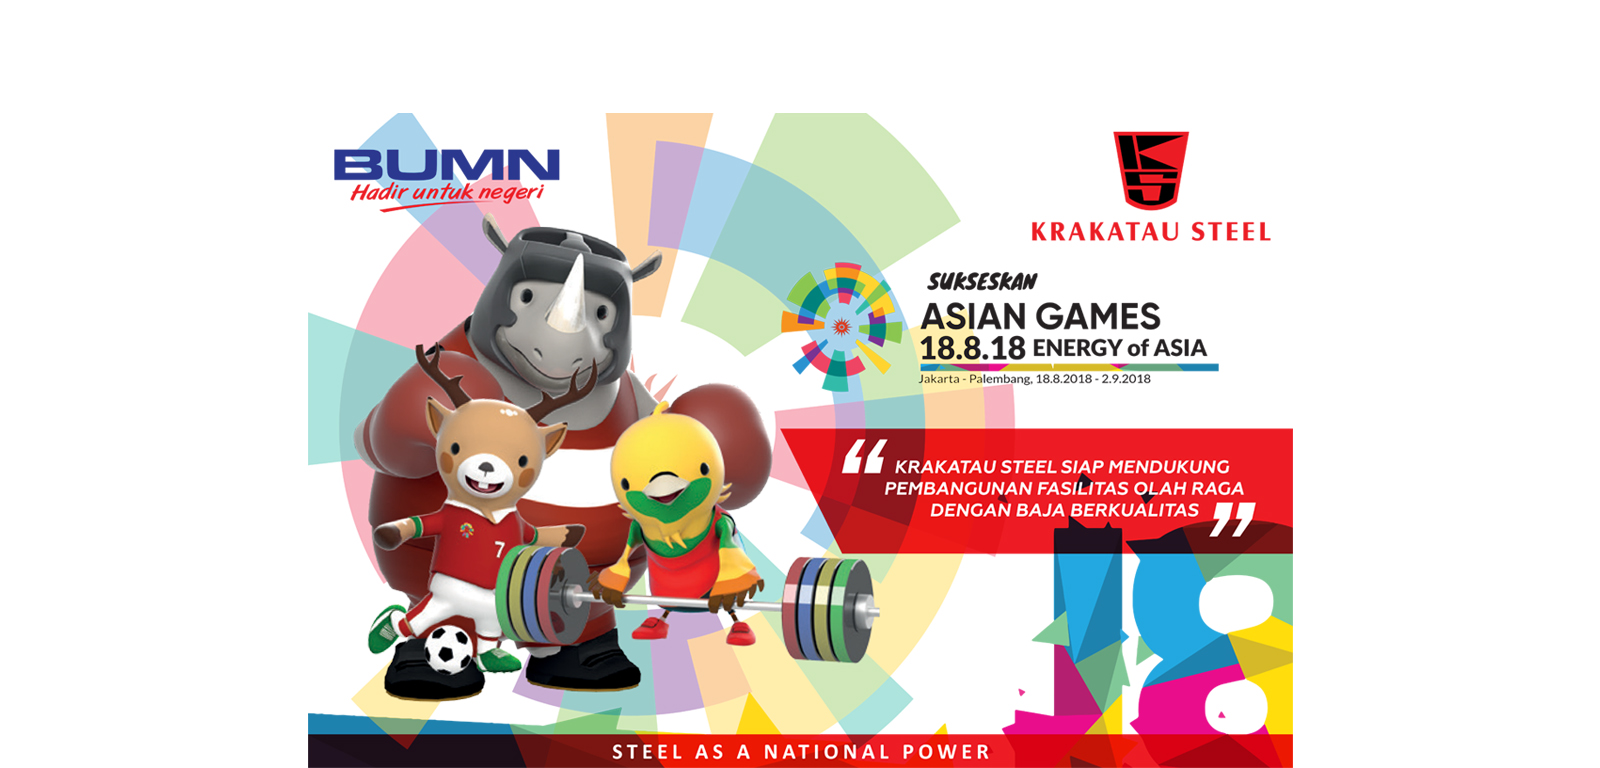 BUMN
Hadir untuk negeri
KRAKATAU STEEL
SUKSESKAN
ASIAN GAMES
18.8.18 ENERGY of ASIA
Jakarta - Palembang, 18.8.2018 - 2.9.2018
“ KRAKATAU STEEL SIAP MENDUKUNG
PEMBANGUNAN FASILITAS OLAH RAGA
DENGAN BAJA BERKUALITAS ”
7
18
STEEL AS A NATIONAL POWER